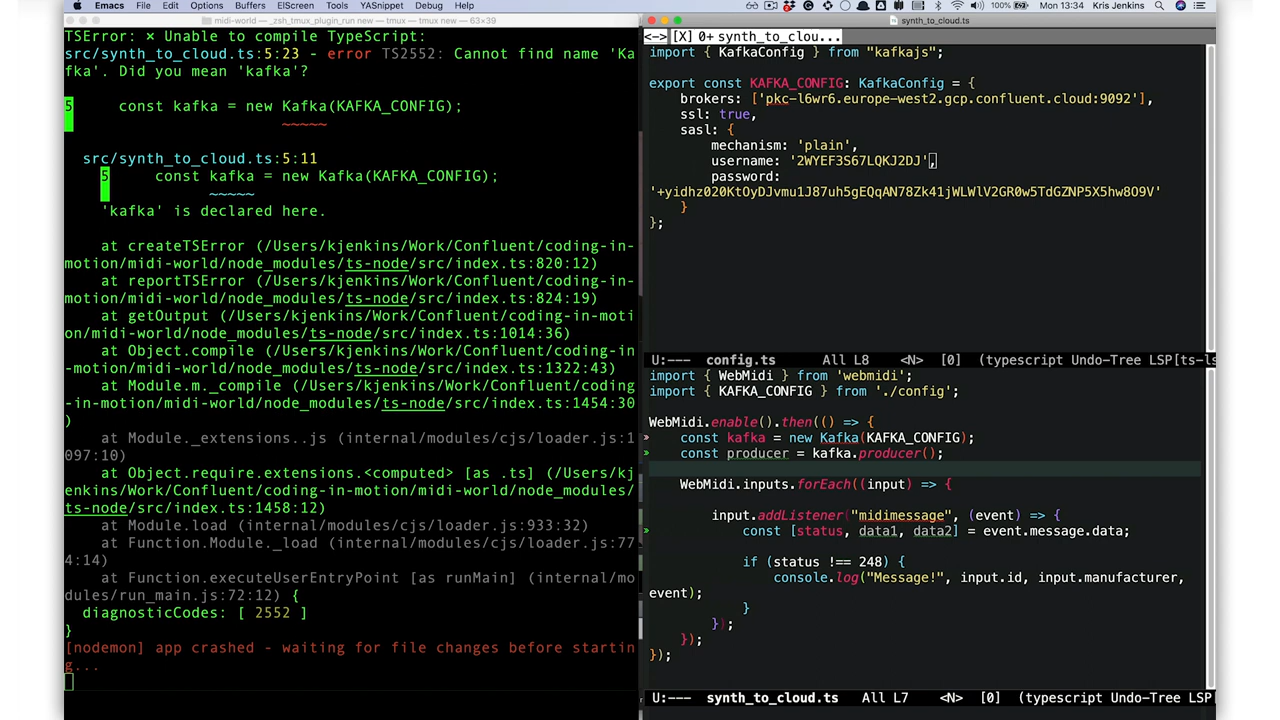 Emacs File Edit Options Buffers ElScreen Tools YASnippet Debug Help 100% Mon 13:34 Kris Jenkins
midi-world — _zsh_tmux_plugin_run new — tmux — tmux new — 63×39
synth_to_cloud.ts
TSError: ⨯ Unable to compile TypeScript:
src/synth_to_cloud.ts:5:23 - error TS2552: Cannot find name 'Ka
fka'. Did you mean 'kafka'?
5 const kafka = new Kafka(KAFKA_CONFIG);
~~~~~
src/synth_to_cloud.ts:5:11
5 const kafka = new Kafka(KAFKA_CONFIG);
~~~~~
'kafka' is declared here.
at createTSError (/Users/kjenkins/Work/Confluent/coding-in-
motion/midi-world/node_modules/ts-node/src/index.ts:820:12)
at reportTSError (/Users/kjenkins/Work/Confluent/coding-in-
motion/midi-world/node_modules/ts-node/src/index.ts:824:19)
at getOutput (/Users/kjenkins/Work/Confluent/coding-in-moti
on/midi-world/node_modules/ts-node/src/index.ts:1014:36)
at Object.compile (/Users/kjenkins/Work/Confluent/coding-in
-motion/midi-world/node_modules/ts-node/src/index.ts:1322:43)
at Module.m._compile (/Users/kjenkins/Work/Confluent/coding
-in-motion/midi-world/node_modules/ts-node/src/index.ts:1454:30
)
at Module._extensions..js (internal/modules/cjs/loader.js:1
097:10)
at Object.require.extensions.<computed> [as .ts] (/Users/kj
enkins/Work/Confluent/coding-in-motion/midi-world/node_modules/
ts-node/src/index.ts:1458:12)
at Module.load (internal/modules/cjs/loader.js:933:32)
at Function.Module._load (internal/modules/cjs/loader.js:77
4:14)
at Function.executeUserEntryPoint [as runMain] (internal/mo
dules/run_main.js:72:12) {
diagnosticCodes: [ 2552 ]
}
[nodemon] app crashed - waiting for file changes before startin
g...
<-> [X] 0+ synth_to_clou...
import { KafkaConfig } from "kafkajs";
export const KAFKA_CONFIG: KafkaConfig = {
brokers: ['pkc-l6wr6.europe-west2.gcp.confluent.cloud:9092'],
ssl: true,
sasl: {
mechanism: 'plain',
username: '2WYEF3S67LQKJ2DJ',
password:
'+yidhz020KtOyDJvmu1J87uh5gEQqAN78Zk41jWLWlV2GR0w5TdGZNP5X5hw8O9V'
}
};
U:--- config.ts All L8 <N> [0] (typescript Undo-Tree LSP[ts-ls
import { WebMidi } from 'webmidi';
import { KAFKA_CONFIG } from './config';
WebMidi.enable().then(() => {
const kafka = new Kafka(KAFKA_CONFIG);
const producer = kafka.producer();
WebMidi.inputs.forEach((input) => {
input.addListener("midimessage", (event) => {
const [status, data1, data2] = event.message.data;
if (status !== 248) {
console.log("Message!", input.id, input.manufacturer,
event);
}
});
});
});
U:--- synth_to_cloud.ts All L7 <N> [0] (typescript Undo-Tree LSP